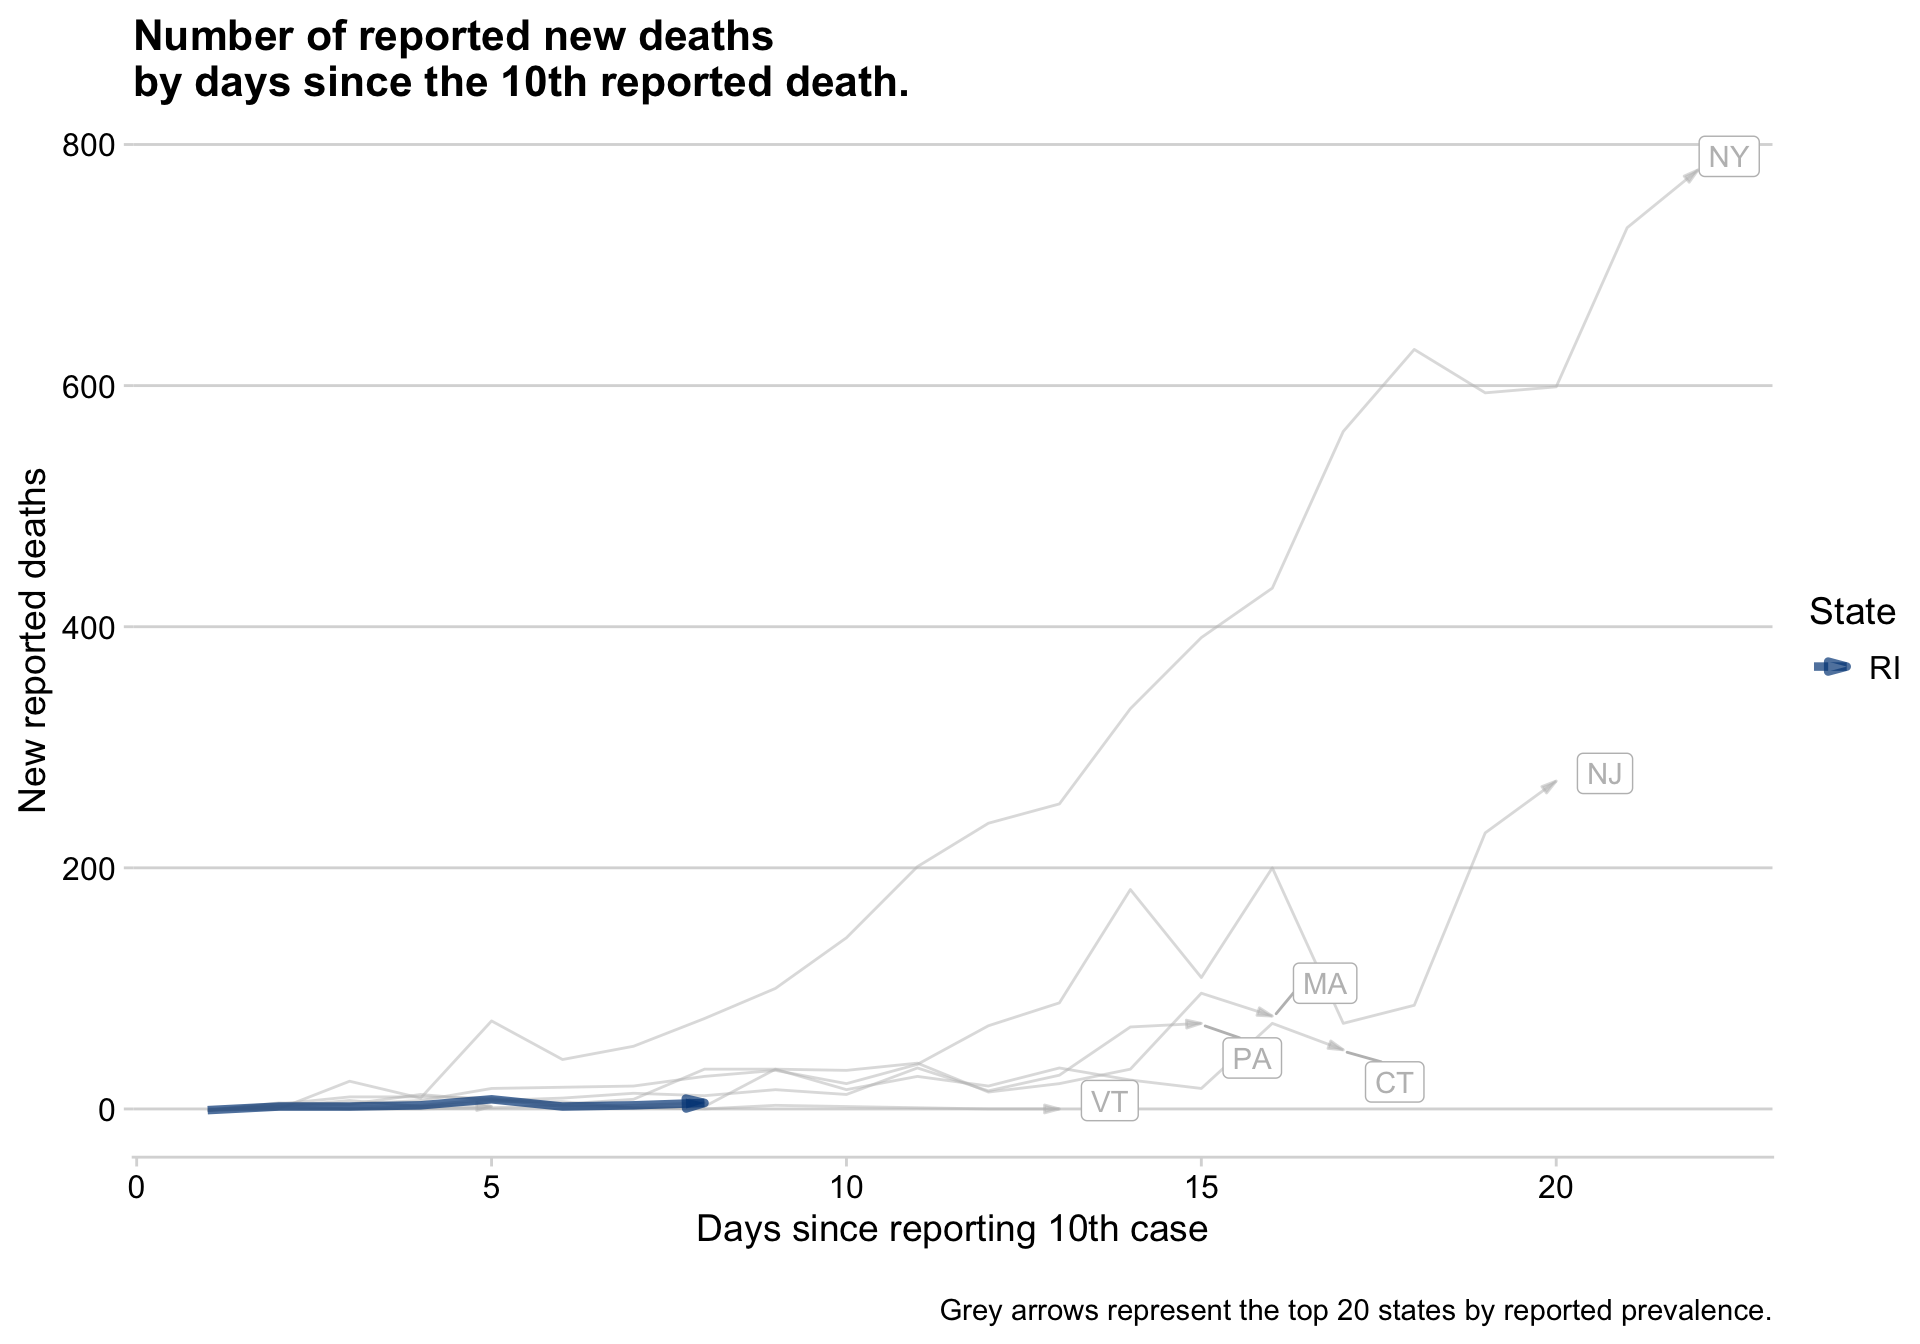 Number of reported new deaths
by days since the 10th reported death.
800
600
400
200
0
New reported deaths
NY
NJ
MA
PA
CT
VT
State
RI
0 5 10 15 20
Days since reporting 10th case
Grey arrows represent the top 20 states by reported prevalence.